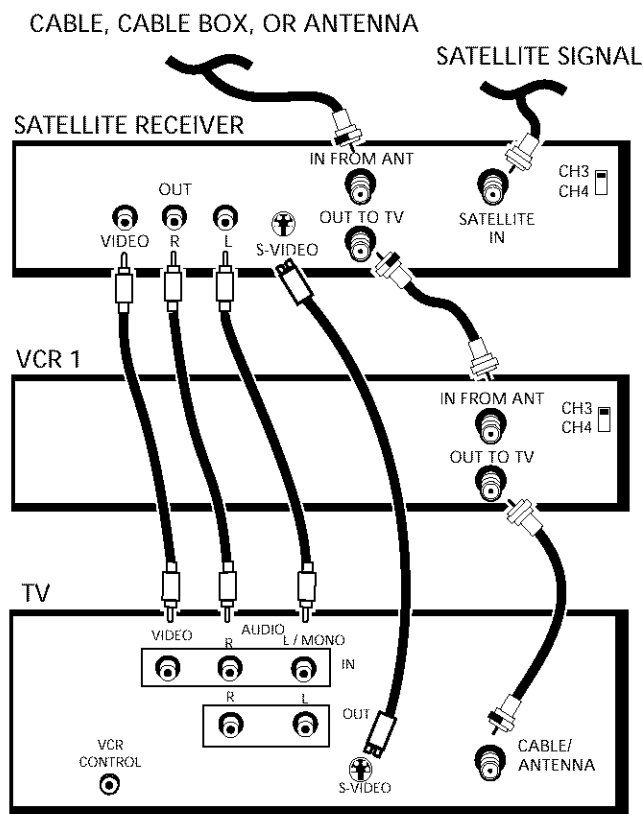 CABLE, CABLE BOX, OR ANTENNA
SATELLITE SIGNAL
SATELLITE RECEIVER
IN FROM ANT
CH3
CH4
OUT
OUT TO TV
SATELLITE
IN
VIDEO
R
L
S-VIDEO
VCR 1
IN FROM ANT
CH3
CH4
OUT TO TV
TV
VIDEO
AUDIO
R
L / MONO
IN
R
L
OUT
VCR
CONTROL
S-VIDEO
CABLE/
ANTENNA